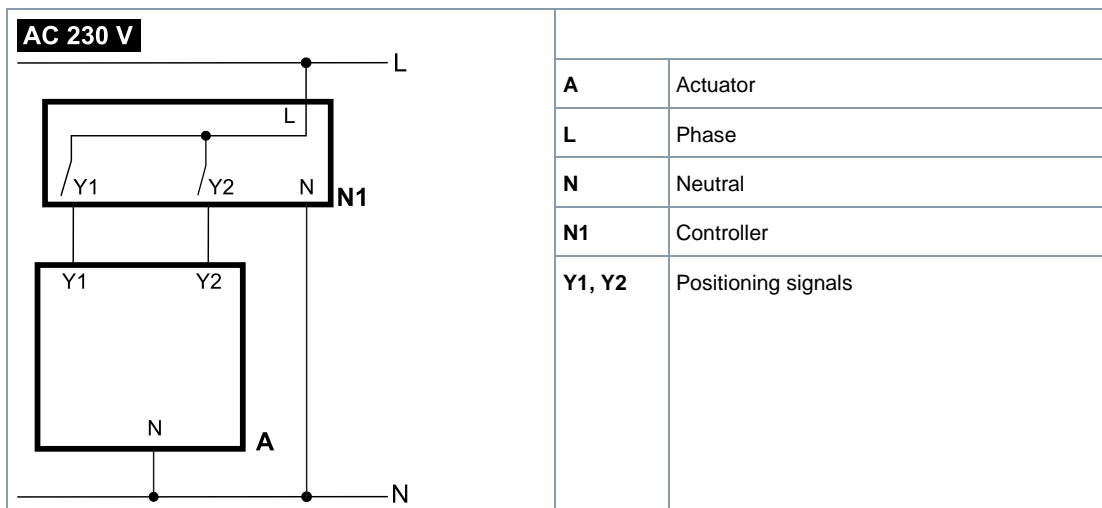 AC 230 V
L
L
Y1
Y2
N
N1
Y1
Y2
N
A
N
A Actuator
L Phase
N Neutral
N1 Controller
Y1, Y2 Positioning signals